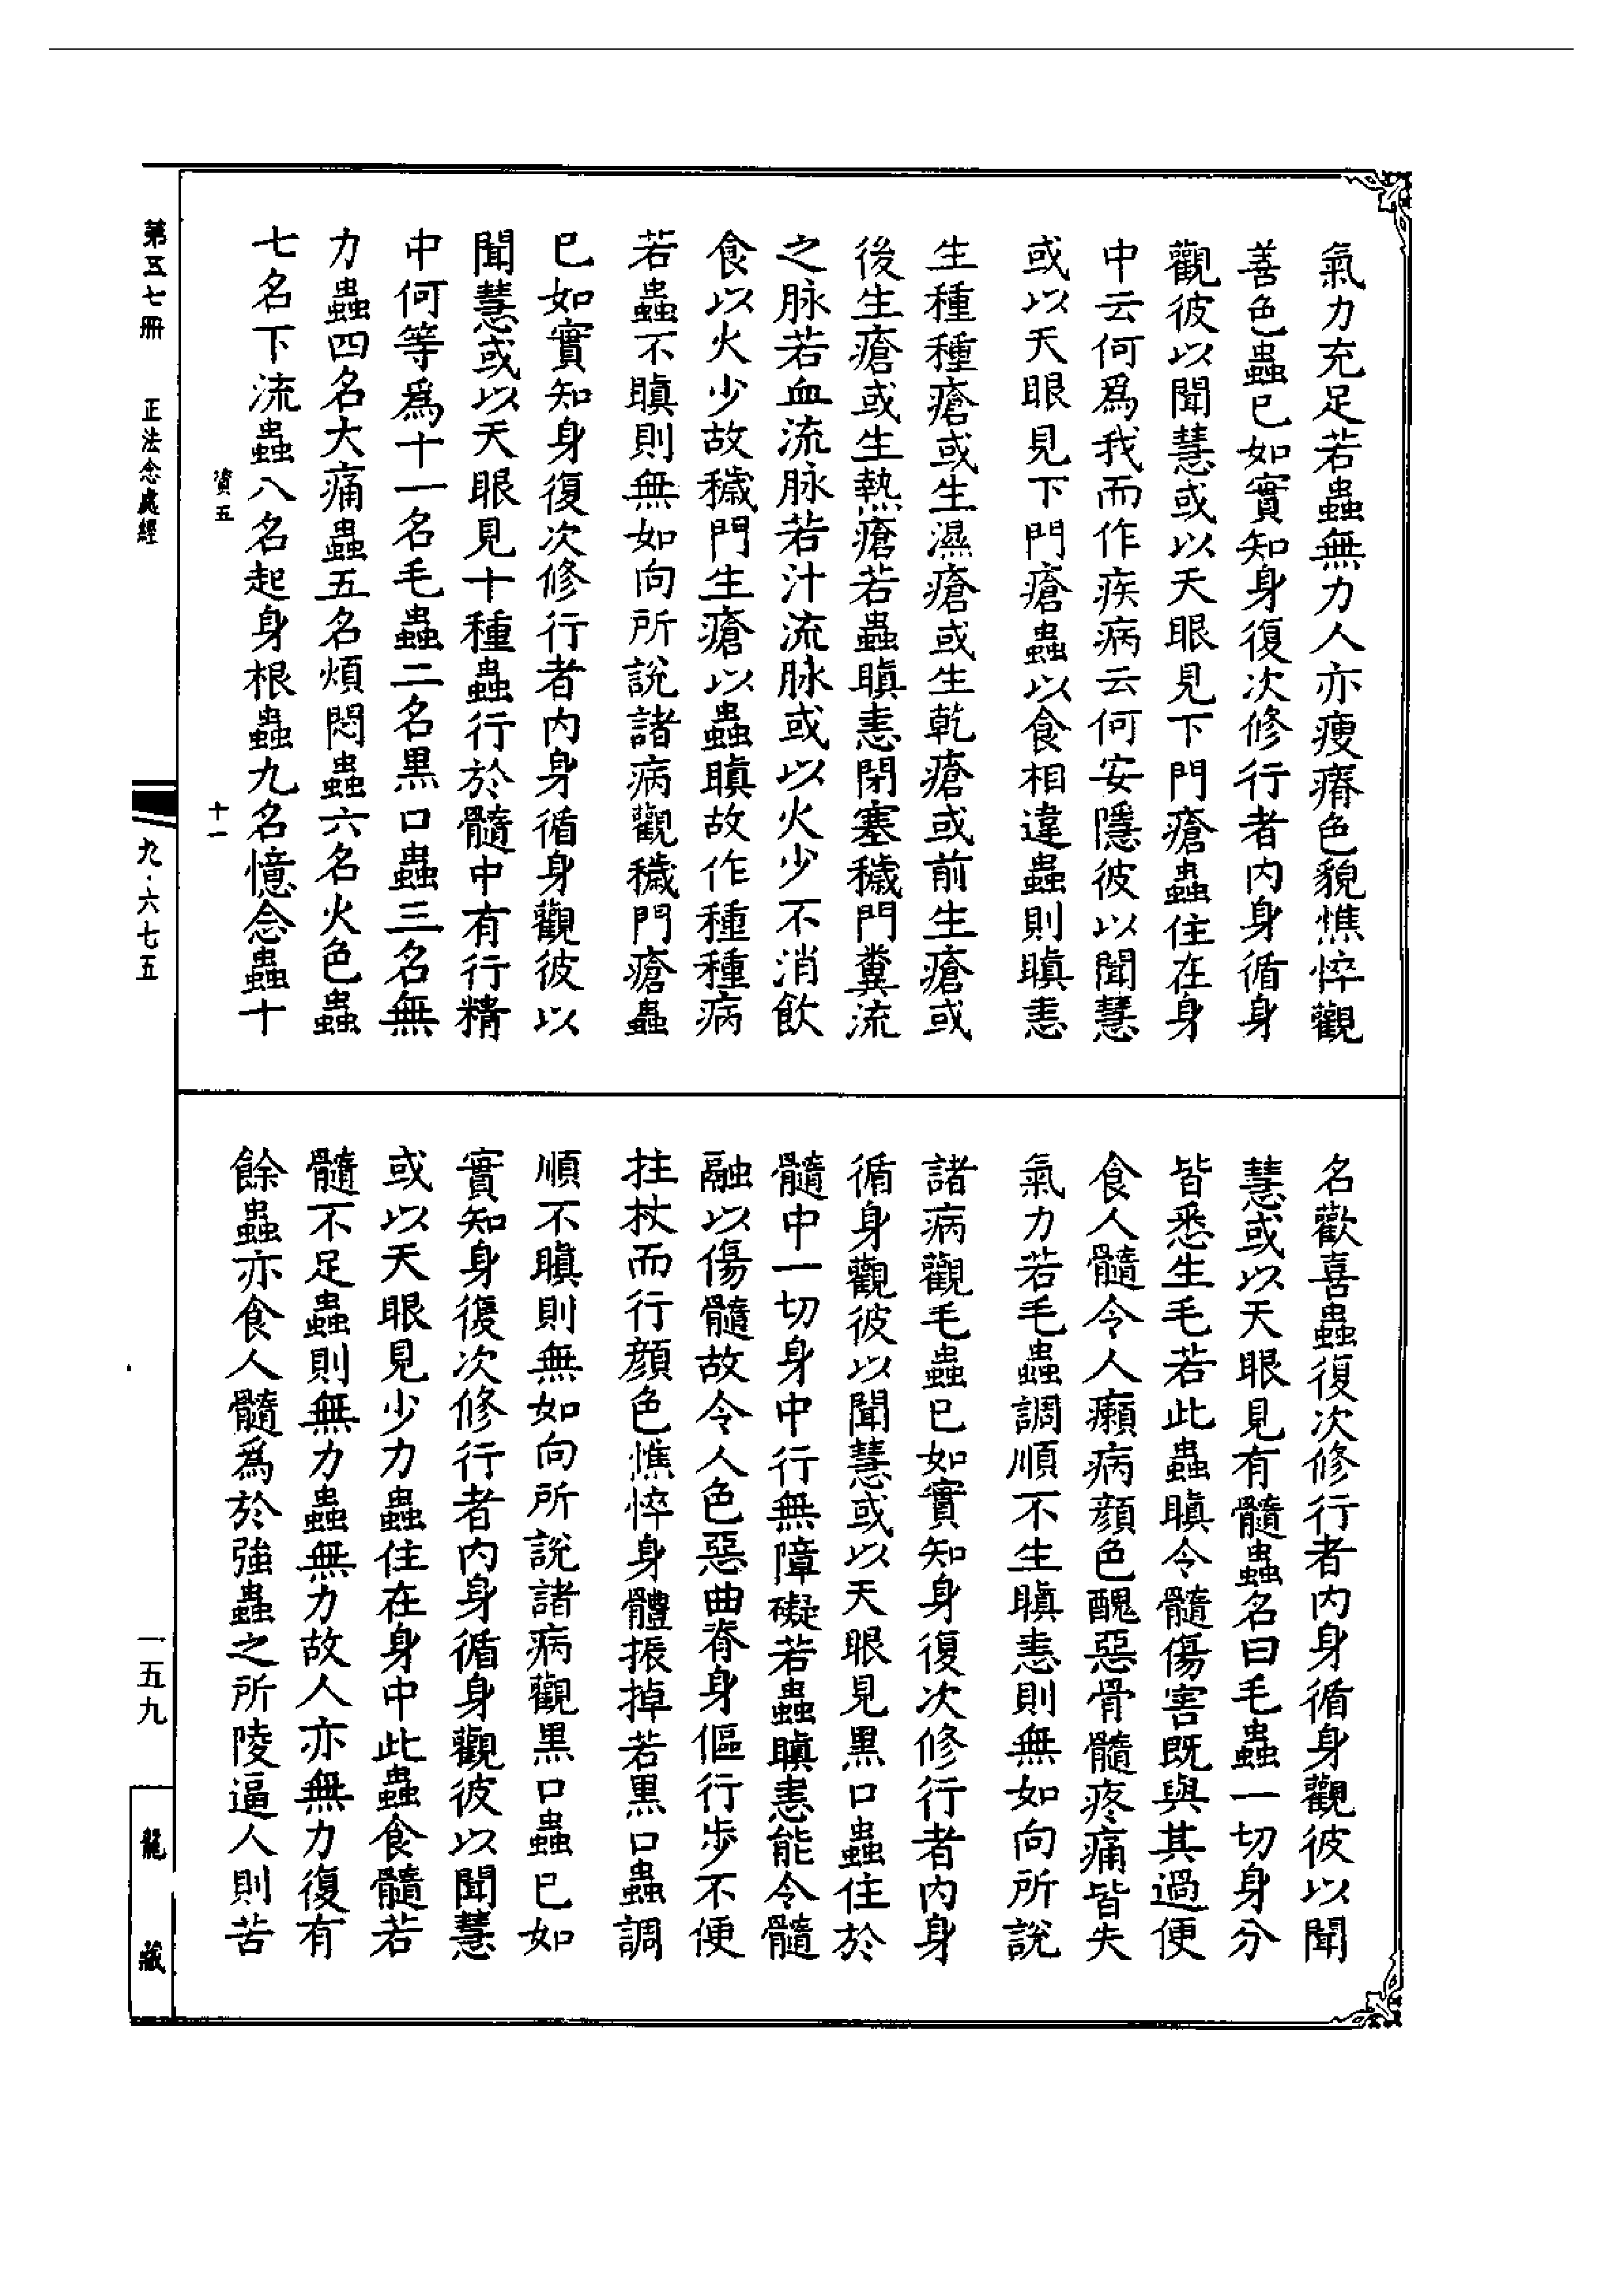 氣力充足若蟲無力人亦瘦瘠色貌憔悴觀
善色蟲已如實知身復次修行者內身循身
觀彼以聞慧或以天眼見下門瘡蟲住在身
中云何爲我而作疾病云何安隱彼以聞慧
或以天眼見下門瘡蟲以食相違蟲則瞋恚
生種種瘡或生濕瘡或生乾瘡或前生瘡或
後生瘡或生熱瘡若蟲瞋恚閉塞穢門糞流
之脉若血流脉若汁流脉或以火少不消飲
食以火少故穢門生瘡以蟲瞋故作種種病
若蟲不瞋則無如向所説諸病觀穢門瘡蟲
已如實知身復次修行者內身循身觀彼以
聞慧或以天眼見十種蟲行於髓中有行精
中何等爲十一名毛蟲二名黑口蟲三名無
力蟲四名大痛蟲五名煩悶蟲六名火色蟲
七名下流蟲八名起身根蟲九名憶念蟲十
名歡喜蟲復次修行者內身循身觀彼以聞
慧或以天眼見有髓蟲名曰毛蟲一切身分
皆悉生毛若此蟲瞋令髓傷害既與其過便
食人髓令人癩病顔色醜惡骨髓疼痛皆失
氣力若毛蟲調順不生瞋恚則無如向所説
諸病觀毛蟲已如實知身復次修行者內身
循身觀彼以聞慧或以天眼見黑口蟲住於
髓中一切身中行無障礙若蟲瞋恚能令髓
融以傷髓故令人色惡曲脊身傴行步不便
拄杖而行顔色憔悴身體振掉若黑口蟲調
順不瞋則無如向所説諸病觀黑口蟲已如
實知身復次修行者內身循身觀彼以聞慧
或以天眼見少力蟲住在身中此蟲食髓若
髓不足蟲則無力蟲無力故人亦無力復有
餘蟲亦食人髓爲於強蟲之所陵逼人則苦
資五 十一
第五七冊 正法念處經 九·六七五 一五九 龍藏